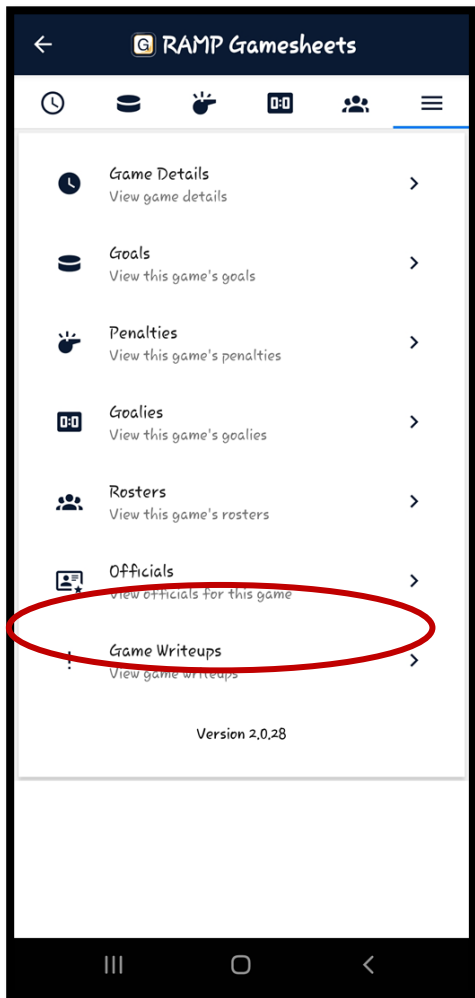 G RAMP Gamesheets
0:0
Game Details
View game details
Goals
View this game's goals
Penalties
View this game's penalties
0:0
Goalies
View this game's goalies
Rosters
View this game's rosters
Officials
View officials for this game
Game Writeups
View game writeups
Version 2.0.28